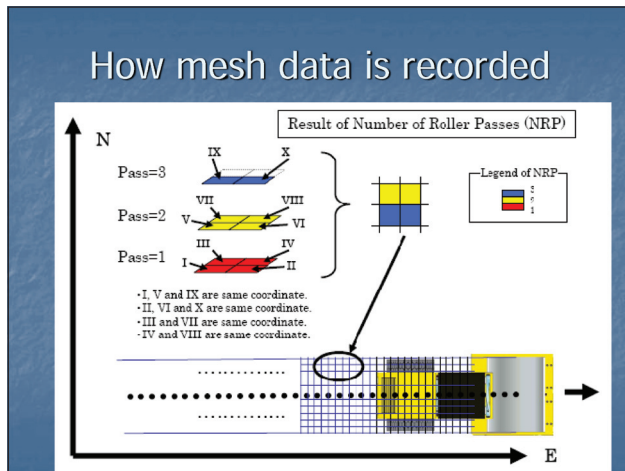 How mesh data is recorded
N
Result of Number of Roller Passes (NRP)
IX
X
Pass=3
VII
VIII
Pass=2
V
VI
III
IV
Pass=1
I
II
Legend of NRP
3
1
・I, V and IX are same coordinate.
・II, VI and X are same coordinate.
・III and VII are same coordinate.
・IV and VIII are same coordinate.
E